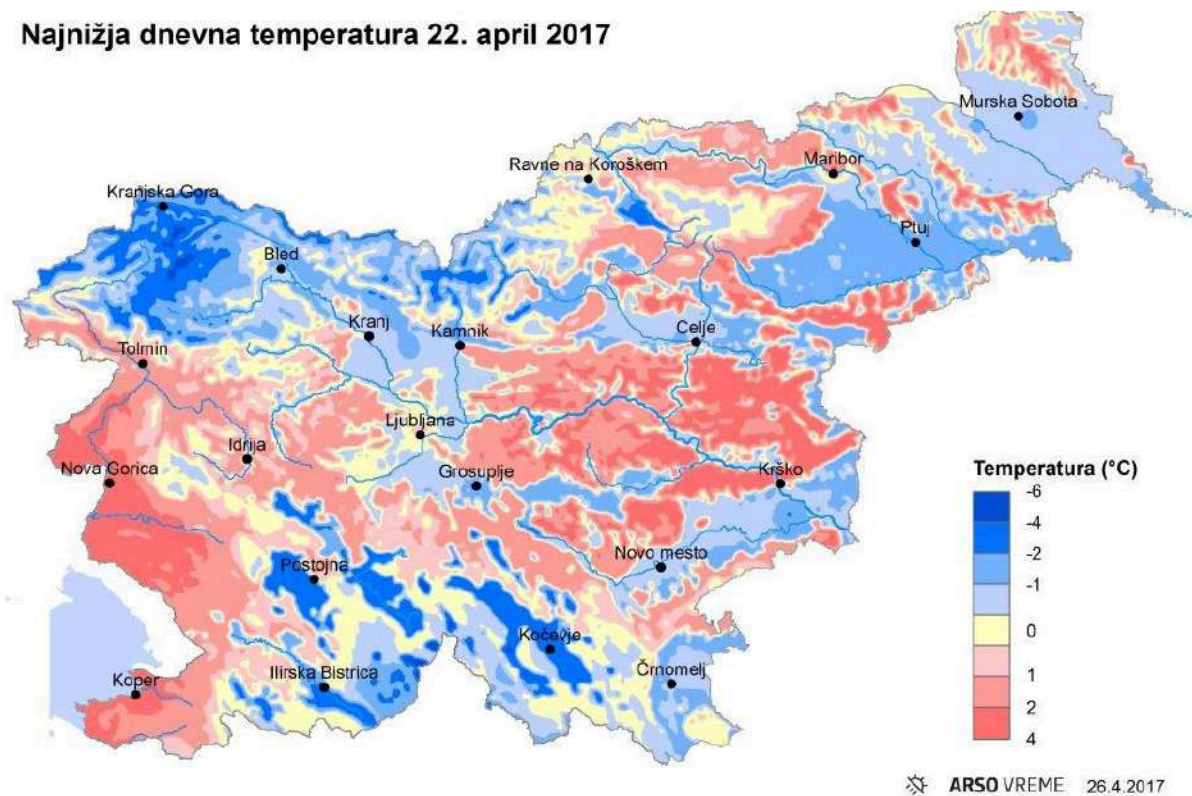 Najnižja dnevna temperatura 22. april 2017
Murska Sobota
Ravne na Koroškem
Maribor
Kranjska Gora
Ptuj
Bled
Kranj
Kamnik
Celje
Tolmin
Ljubljana
Idrija
Nova Gorica
Grosuplje
Krško
Novo mesto
Postojna
Kočevje
Črnomelj
Koper
Ilirska Bistrica
Temperatura (°C)
-6
-4
-2
-1
0
1
2
4
ARSO VREME 26.4.2017